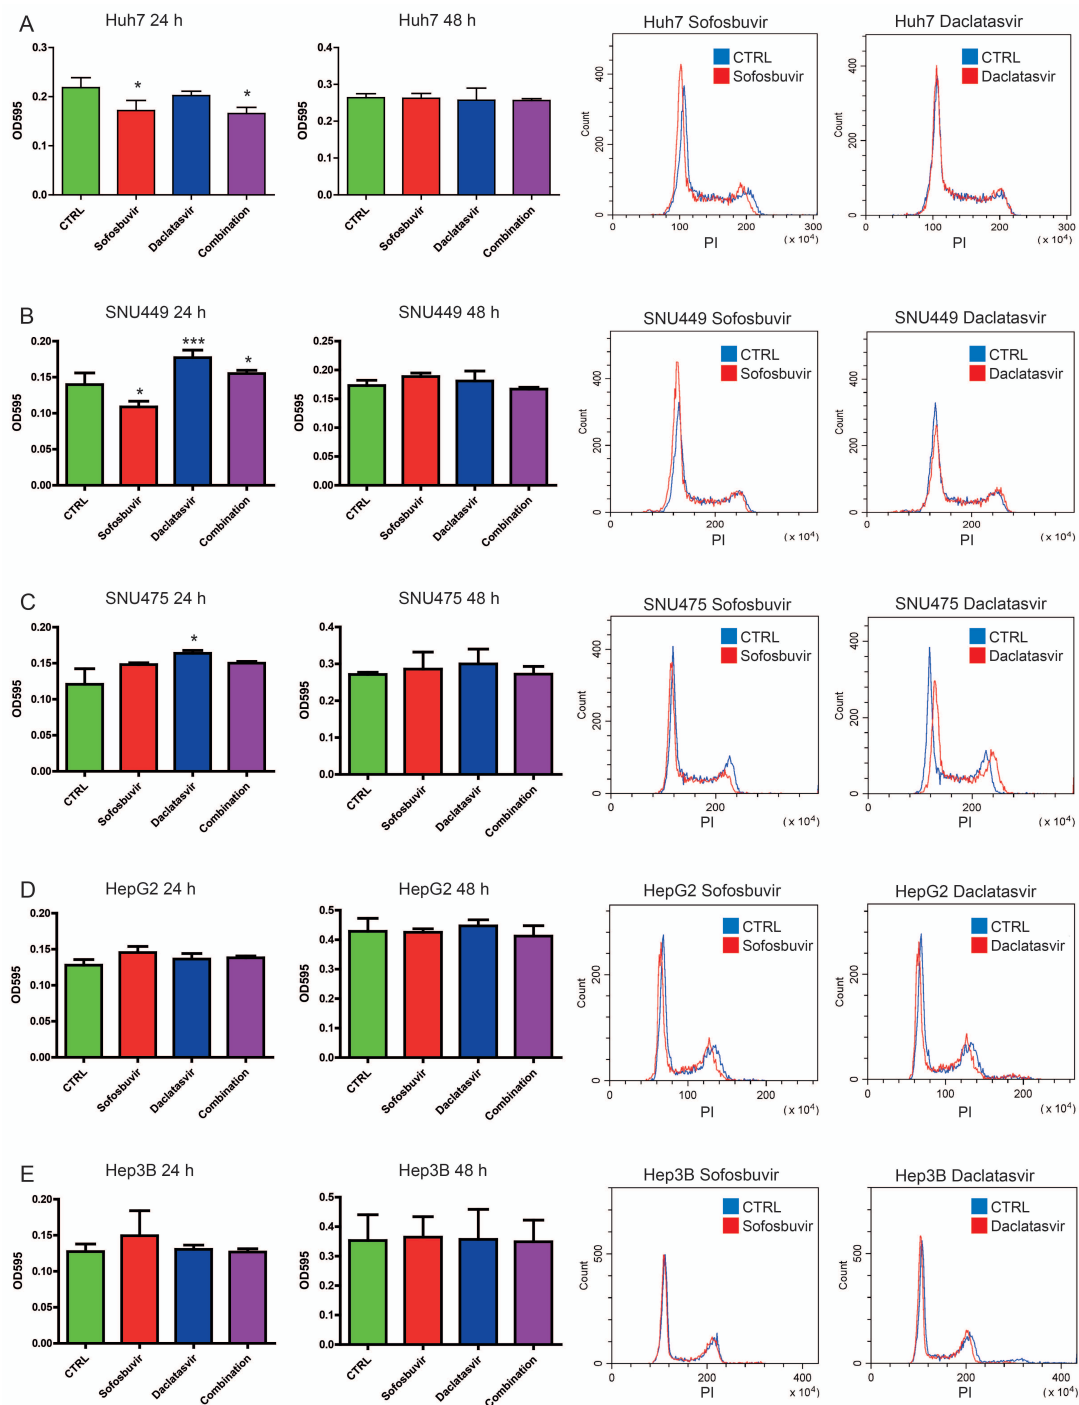 A
Huh7 24 h
Huh7 48 h
Huh7 Sofosbuvir
Huh7 Daclatasvir
OD595
0.3
0.2
0.1
0.0
*
*
CTRL
Sofosbuvir
Daclatasvir
Combination
OD595
0.4
0.3
0.2
0.1
0.0
CTRL
Sofosbuvir
Daclatasvir
Combination
Count
400
200
0
CTRL
Sofosbuvir
0 100 200 300
PI
(x 10⁴)
Count
400
200
0
CTRL
Daclatasvir
0 100 200 300
PI
(x 10⁴)
B
SNU449 24 h
SNU449 48 h
SNU449 Sofosbuvir
SNU449 Daclatasvir
OD595
0.20
0.15
0.10
0.05
0.00
*
***
*
CTRL
Sofosbuvir
Daclatasvir
Combination
OD595
0.25
0.20
0.15
0.10
0.05
0.00
CTRL
Sofosbuvir
Daclatasvir
Combination
Count
400
200
0
CTRL
Sofosbuvir
0 200
PI
(x 10⁴)
Count
400
200
0
CTRL
Daclatasvir
0 200
PI
(x 10⁴)
C
SNU475 24 h
SNU475 48 h
SNU475 Sofosbuvir
SNU475 Daclatasvir
OD595
0.20
0.15
0.10
0.05
0.00
*
CTRL
Sofosbuvir
Daclatasvir
Combination
OD595
0.4
0.3
0.2
0.1
0.0
CTRL
Sofosbuvir
Daclatasvir
Combination
Count
400
200
0
CTRL
Sofosbuvir
0 200
PI
(x 10⁴)
Count
400
200
0
CTRL
Daclatasvir
0 200
PI
(x 10⁴)
D
HepG2 24 h
HepG2 48 h
HepG2 Sofosbuvir
HepG2 Daclatasvir
OD595
0.20
0.15
0.10
0.05
0.00
CTRL
Sofosbuvir
Daclatasvir
Combination
OD595
0.5
0.4
0.3
0.2
0.1
0.0
CTRL
Sofosbuvir
Daclatasvir
Combination
Count
200
0
CTRL
Sofosbuvir
0 100 200
PI
(x 10⁴)
Count
200
0
CTRL
Daclatasvir
0 100 200
PI
(x 10⁴)
E
Hep3B 24 h
Hep3B 48 h
Hep3B Sofosbuvir
Hep3B Daclatasvir
OD595
0.20
0.15
0.10
0.05
0.00
CTRL
Sofosbuvir
Daclatasvir
Combination
OD595
0.5
0.4
0.3
0.2
0.1
0.0
CTRL
Sofosbuvir
Daclatasvir
Combination
Count
500
0
CTRL
Sofosbuvir
0 200 400
PI
x 10⁴)
Count
500
0
CTRL
Daclatasvir
0 200 400
PI
(x 10⁴)